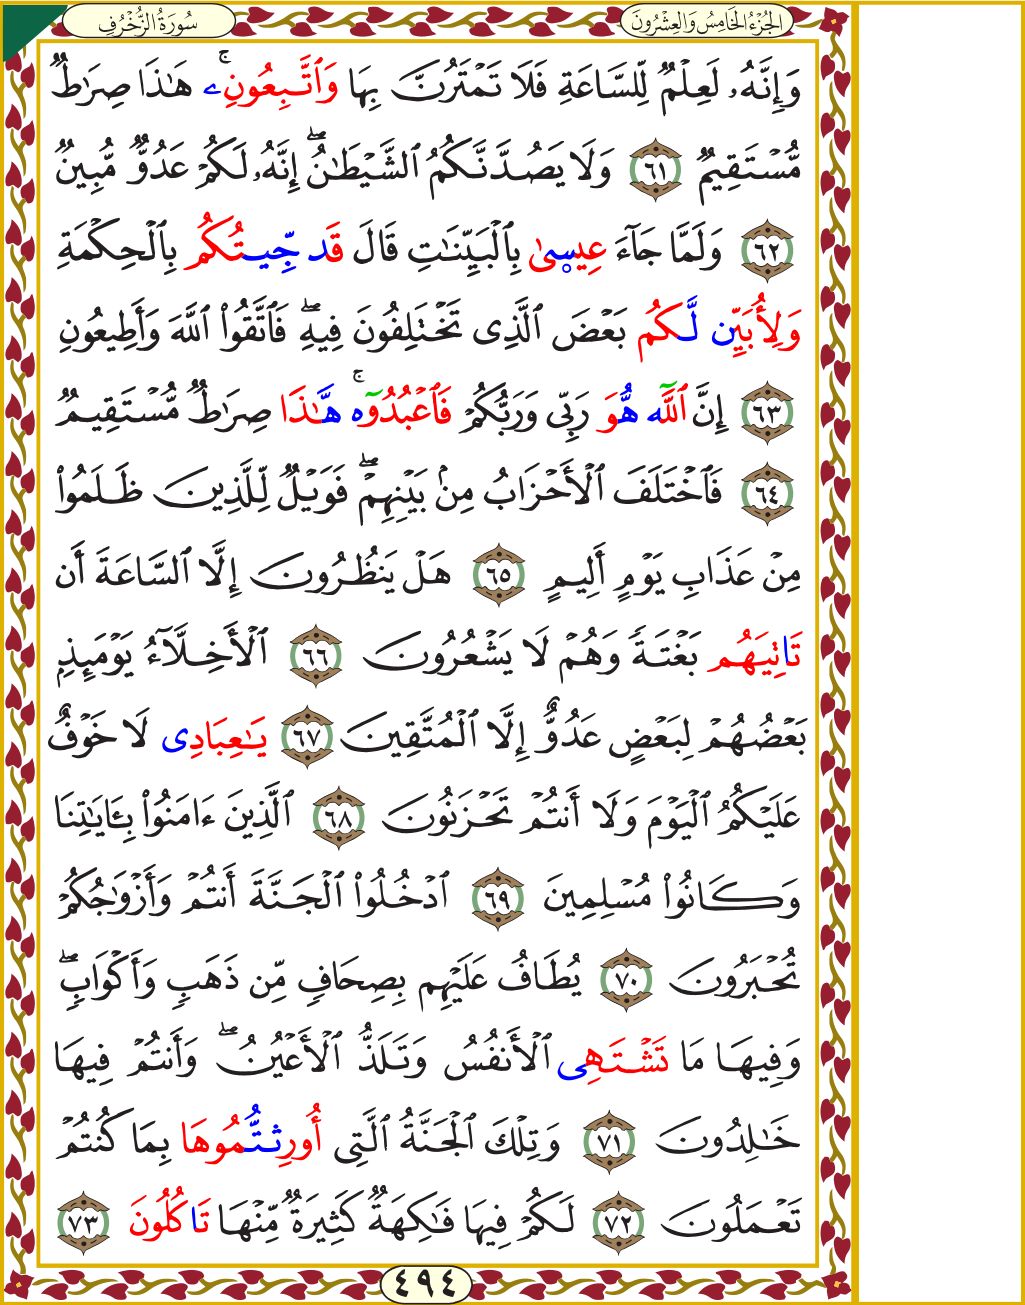 سُورَةُ الزُّخْرُفِ
الجُزْءُ الخَامِسُ وَالعِشْرُونَ
وَإِنَّهُۥ لَعِلْمٌ لِّلسَّاعَةِ فَلَا تَمْتَرُنَّ بِهَا وَٱتَّبِعُونِۦۚ هَٰذَا صِرَٰطٌ
مُّسْتَقِيمٌ ٦١ وَلَا يَصُدَّنَّكُمُ ٱلشَّيْطَٰنُۖ إِنَّهُۥ لَكُمْ عَدُوٌّ مُّبِينٌ
٦٢ وَلَمَّا جَآءَ عِيسٜىٰ بِٱلْبَيِّنَٰتِ قَالَ قَد جِّيتُكُم بِٱلْحِكْمَةِ
وَلِأُبَيِّن لَّكُم بَعْضَ ٱلَّذِى تَخْتَلِفُونَ فِيهِۖ فَٱتَّقُوا۟ ٱللَّهَ وَأَطِيعُونِ
٦٣ إِنَّ ٱللَّٓه هُّوَ رَبِّى وَرَبُّكُمْ فَٱعْبُدُوٓهۚ هَّٰذَا صِرَٰطٌ مُّسْتَقِيمٌ
٦٤ فَٱخْتَلَفَ ٱلْأَحْزَابُ مِنۢ بَيْنِهِمْۖ فَوَيْلٌ لِّلَّذِينَ ظَلَمُوا۟
مِنْ عَذَابِ يَوْمٍ أَلِيمٍ ٦٥ هَلْ يَنظُرُونَ إِلَّا ٱلسَّاعَةَ أَن
تَاتِيَهُم بَغْتَةً وَهُمْ لَا يَشْعُرُونَ ٦٦ ٱلْأَخِلَّآءُ يَوْمَئِذِۭ
بَعْضُهُمْ لِبَعْضٍ عَدُوٌّ إِلَّا ٱلْمُتَّقِينَ ٦٧ يَٰعِبَادِى لَا خَوْفٌ
عَلَيْكُمُ ٱلْيَوْمَ وَلَا أَنتُمْ تَحْزَنُونَ ٦٨ ٱلَّذِينَ ءَامَنُوا۟ بِـَٔايَٰتِنَا
وَكَانُوا۟ مُسْلِمِينَ ٦٩ ٱدْخُلُوا۟ ٱلْجَنَّةَ أَنتُمْ وَأَزْوَٰجُكُمْ
تُحْبَرُونَ ٧٠ يُطَافُ عَلَيْهِم بِصِحَافٍ مِّن ذَهَبٍ وَأَكْوَابٍۖ
وَفِيهَا مَا تَشْتَهِى ٱلْأَنفُسُ وَتَلَذُّ ٱلْأَعْيُنُۖ وَأَنتُمْ فِيهَا
خَٰلِدُونَ ٧١ وَتِلْكَ ٱلْجَنَّةُ ٱلَّتِى أُورِثتُّمُوهَا بِمَا كُنتُمْ
تَعْمَلُونَ ٧٢ لَكُمْ فِيهَا فَٰكِهَةٌ كَثِيرَةٌ مِّنْهَا تَاكُلُونَ ٧٣
٤٩٤